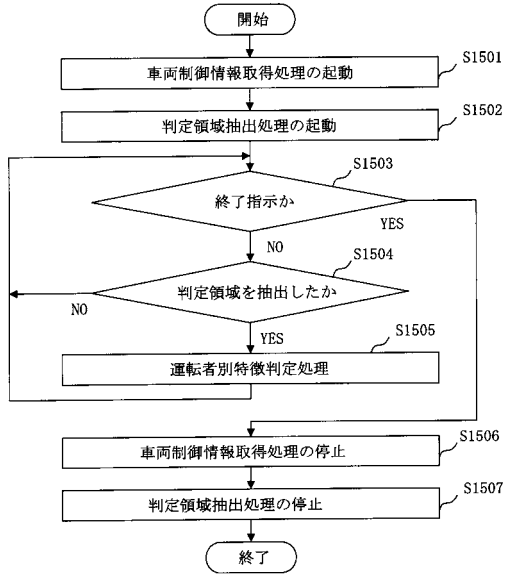 開始
S1501
車両制御情報取得処理の起動
S1502
判定領域抽出処理の起動
S1503
終了指示か
YES
NO
S1504
判定領域を抽出したか
NO
YES
S1505
運転者別特徴判定処理
S1506
車両制御情報取得処理の停止
S1507
判定領域抽出処理の停止
終了